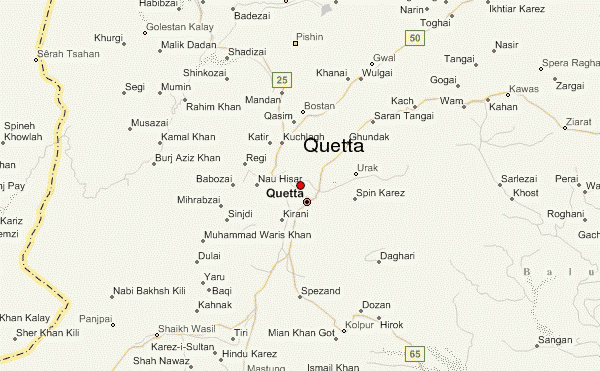 Habibzai
Badezai
Narin
Ikhtiar Karez
Toghai
Golestan Kalay
Khurgi
Pishin
50
Malik Dadan
Shadizai
Nasir
Sêrah Tsahan
Gwal
Tangai
Spera Ragha
Shinkozai
25
Khanai
Wulgai
Gogai
Zargai
Segi
Mumin
Kawas
Mandan
Rahim Khan
Bostan
Kach
Wam
Kahan
Qasim
Saran Tangai
Spineh
Khowlah
Musazai
Ziarat
Kamal Khan
Katir
Kuchlagh
Ghundak
Quetta
Burj Aziz Khan
Regi
Urak
Babozai
Nau Hisar
Sarlezai
Perai
Wa
nj Pay
Quetta
Spin Karez
Khost
Mihrabzai
Kariz
Sinjdi
Kirani
Roghani
emzi
Muhammad Waris Khan
Gach
Dulai
Daghari
Balu
Yaru
Nabi Bakhsh Kili
Baqi
Spezand
Kahnak
Dozan
Khan Kalay
Panjpai
Hirok
Sher Khan Kili
Shaikh Wasil
Tiri
Mian Khan Got
Kolpur
Sangan
Karez-i-Sultan
Hindu Karez
65
Shah Nawaz
Mastung
Ismail Khan